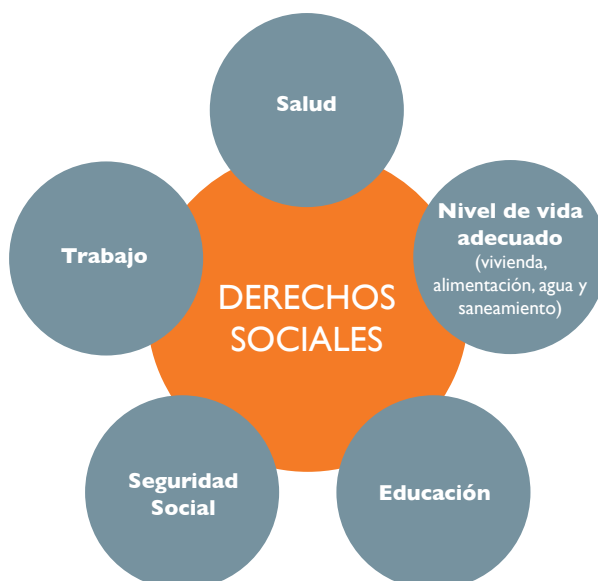 Salud
Nivel de vida
adecuado
(vivienda,
alimentación, agua y
saneamiento)
Trabajo
DERECHOS
SOCIALES
Seguridad
Social
Educación